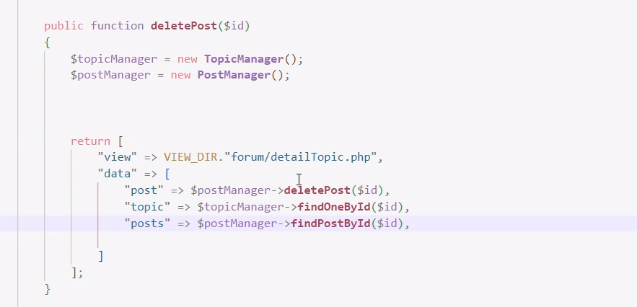 public function deletePost($id)
{
$topicManager = new TopicManager();
$postManager = new PostManager();
return [
"view" => VIEW_DIR."forum/detailTopic.php",
"data" => [
"post" => $postManager->deletePost($id),
"topic" => $topicManager->findOneById($id),
"posts" => $postManager->findPostById($id),
]
];
}